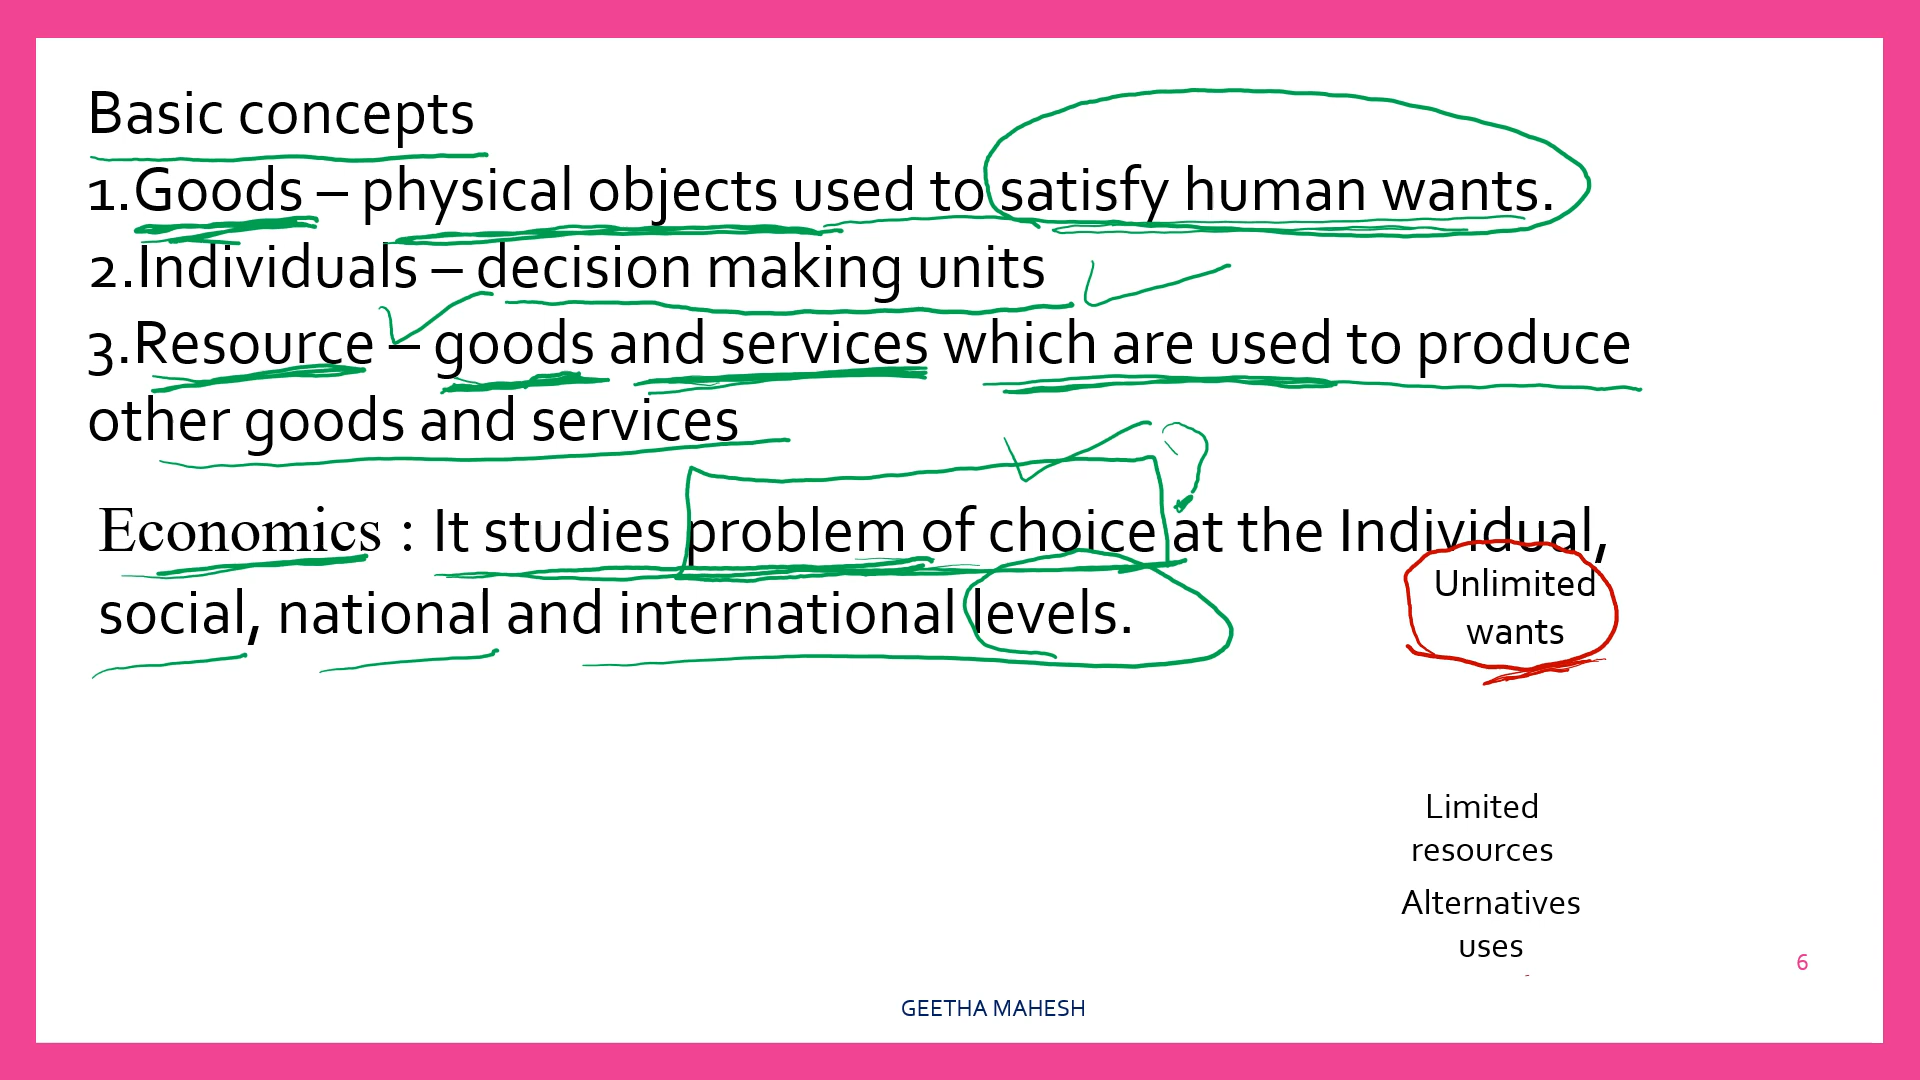 Basic concepts
1.Goods – physical objects used to satisfy human wants.
2.Individuals – decision making units
3.Resource – goods and services which are used to produce
other goods and services
Economics : It studies problem of choice at the Individual,
social, national and international levels.
Unlimited
wants
Limited
resources
Alternatives
uses
6
GEETHA MAHESH